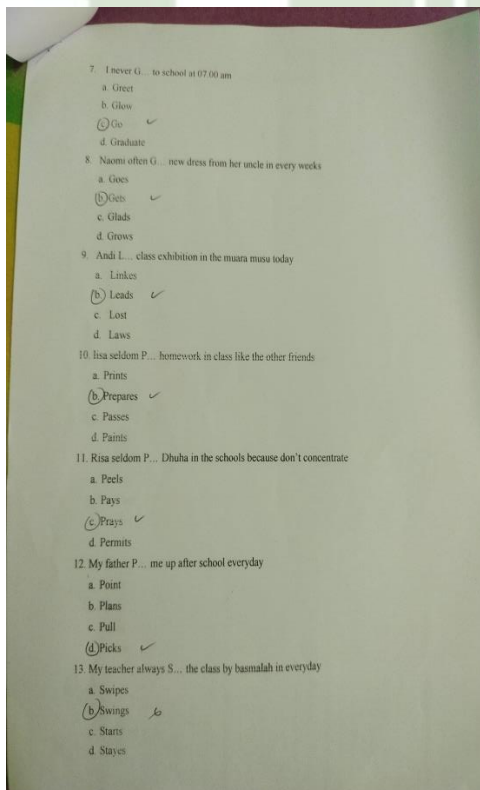 7. I never G... to school at 07.00 am
a. Greet
b. Glow
c. Go
d. Graduate
8. Naomi often G... new dress from her uncle in every weeks
a. Goes
b. Gets
c. Glads
d. Grows
9. Andi L... class exhibition in the muara musu today
a. Linkes
b. Leads
c. Lost
d. Laws
10. lisa seldom P... homework in class like the other friends
a. Prints
b. Prepares
c. Passes
d. Paints
11. Risa seldom P... Dhuha in the schools because don't concentrate
a. Peels
b. Pays
c. Prays
d. Permits
12. My father P... me up after school everyday
a. Point
b. Plans
c. Pull
d. Picks
13. My teacher always S... the class by basmalah in everyday
a. Swipes
b. Swings
c. Starts
d. Stayes